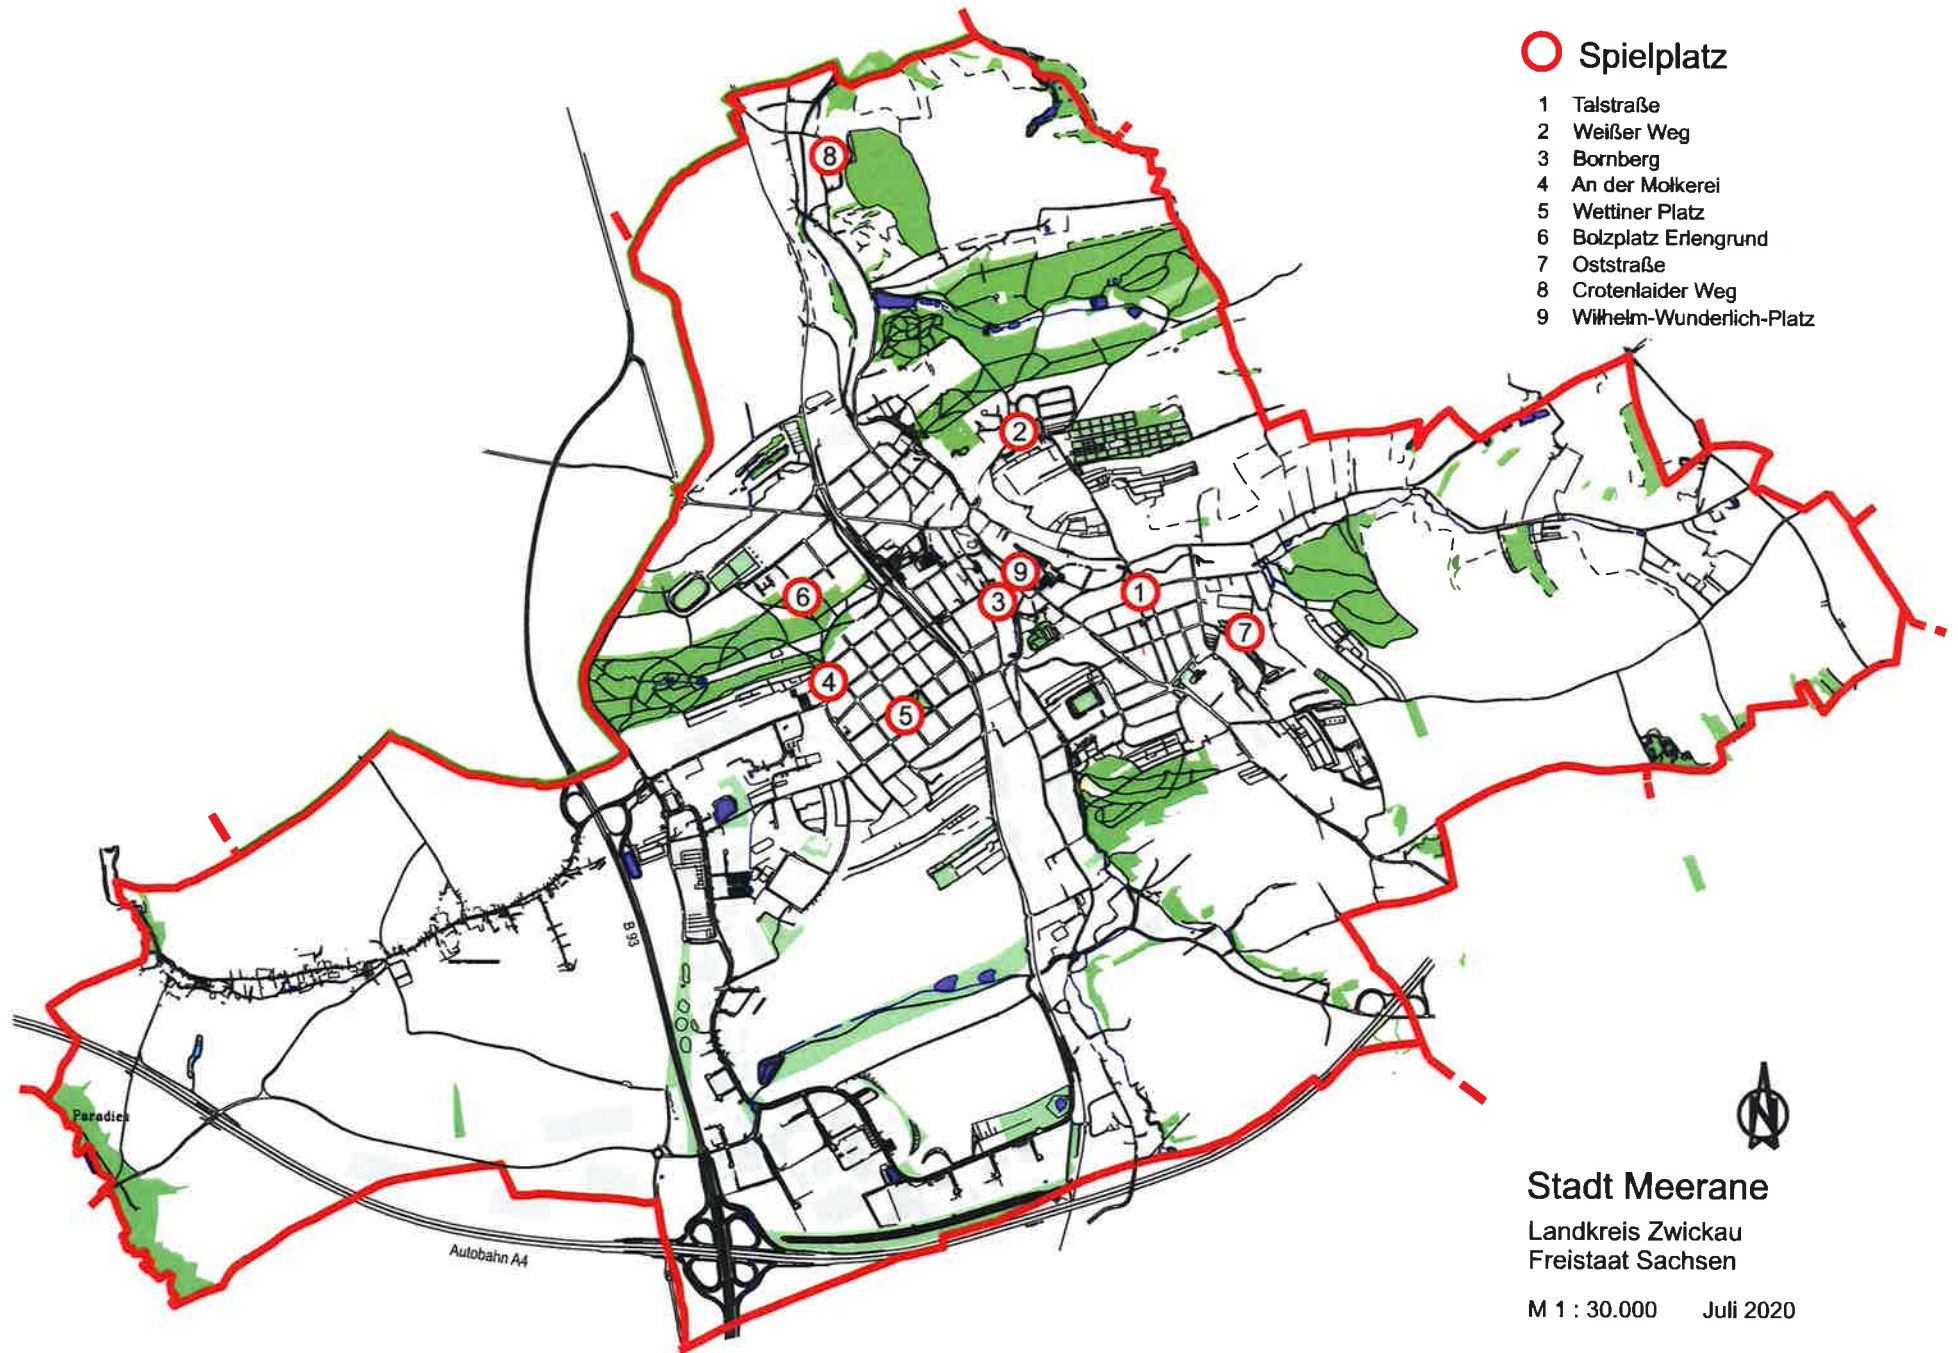 Spielplatz
1 Talstraße
2 Weißer Weg
3 Bornberg
4 An der Molkerei
5 Wettiner Platz
6 Bolzplatz Erlengrund
7 Oststraße
8 Crotenlaider Weg
9 Wilhelm-Wunderlich-Platz
8
2
9
6
3
1
7
4
5
B 93
Paradies
Autobahn A4
N
Stadt Meerane
Landkreis Zwickau
Freistaat Sachsen
M 1 : 30.000 Juli 2020